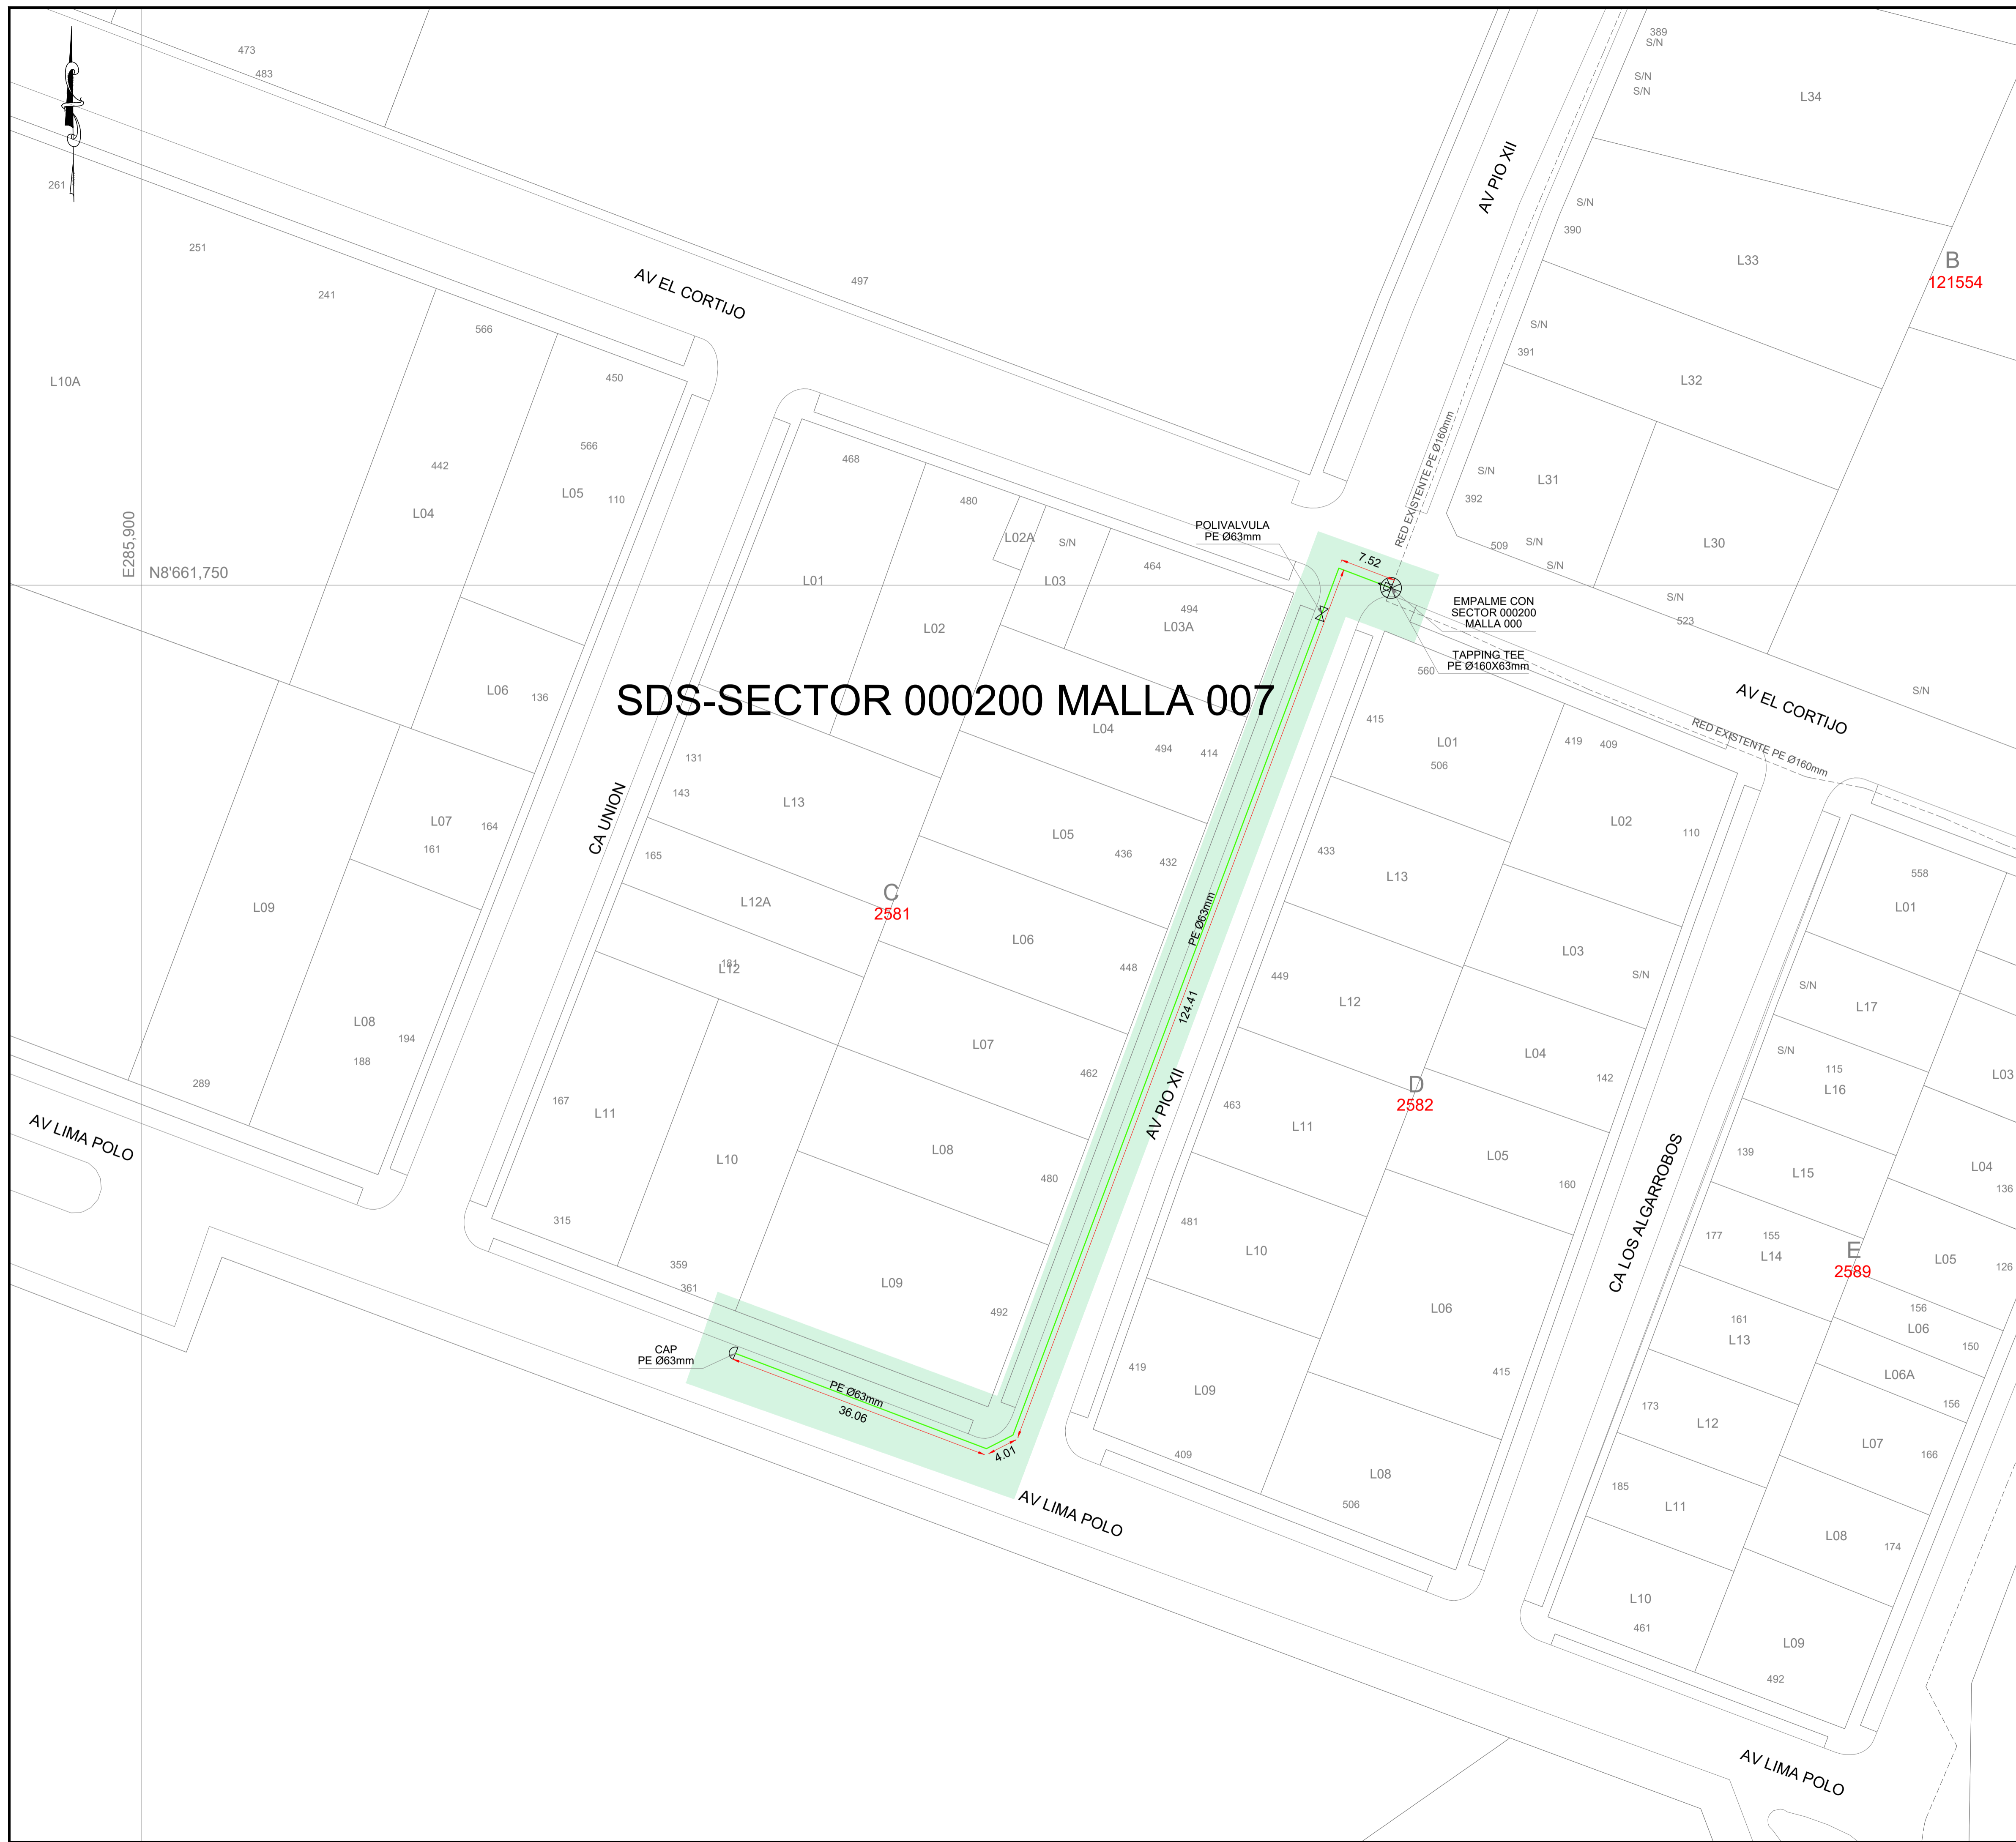 473
483
261
251
241
AV EL CORTIJO
497
AV PIO XII
389
S/N
S/N
S/N
L34
S/N
390
L33
B
121554
S/N
391
L32
L10A
566
450
442
L04
566
L05
110
E285,900
N8'661,750
468
480
L02A
S/N
L01
L03
464
494
L03A
L02
POLIVALVULA
PE Ø63mm
7.52
RED EXISTENTE PE Ø160mm
S/N
392
L31
509
S/N
S/N
L30
S/N
523
EMPALME CON
SECTOR 000200
MALLA 000
TAPPING TEE
PE Ø160X63mm
S/N
AV EL CORTIJO
RED EXISTENTE PE Ø160mm
SDS-SECTOR 000200 MALLA 007
L06
136
L07
164
161
L09
L08
194
188
289
AV LIMA POLO
CA UNION
131
143
L13
165
L12A
C
2581
181
L12
L04
494
414
L05
436
432
L06
448
L07
462
167
L11
L10
L08
480
315
359
361
L09
492
PE Ø63mm
124.41
AV PIO XII
CAP
PE Ø63mm
PE Ø63mm
36.06
4.01
AV LIMA POLO
560
415
L01
506
419
409
L02
110
433
L13
L03
S/N
449
L12
L04
142
463
L11
D
2582
L05
160
481
L10
L06
419
L09
415
409
L08
506
CA LOS ALGARROBOS
558
L01
S/N
L17
S/N
115
L16
L03
139
L15
L04
136
177
155
L14
E
2589
L05
126
161
L13
156
L06
150
L06A
156
173
L12
L07
166
185
L11
L08
174
L10
461
L09
492
AV LIMA POLO